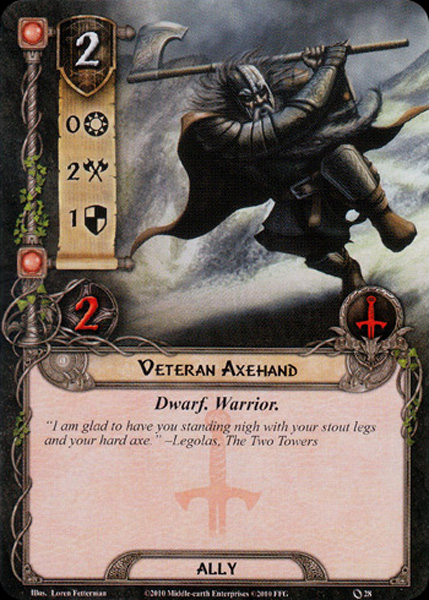 2
0
2
1
2
VETERAN AXEHAND
Dwarf. Warrior.
“I am glad to have you standing nigh with your stout legs
and your hard axe.” –Legolas, The Two Towers
ALLY
Illus. Loren Fetterman ©2010 Middle-earth Enterprises ©2010 FFG 28